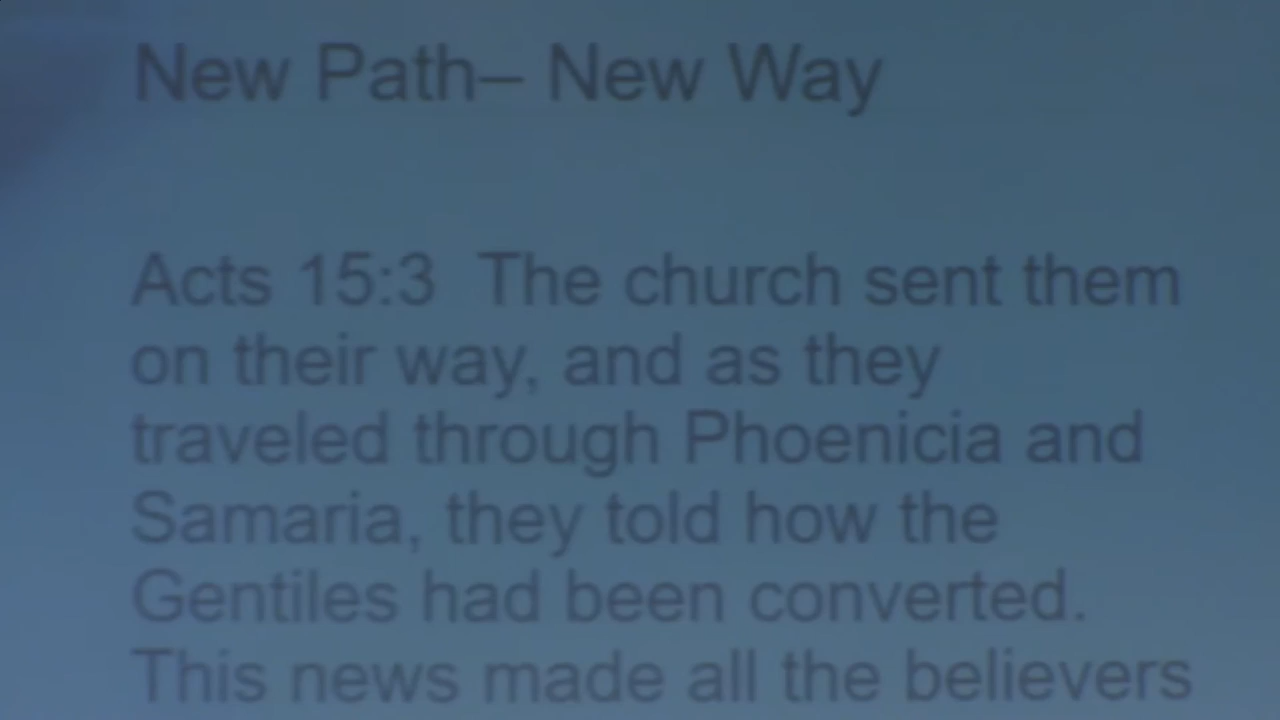 New Path– New Way
Acts 15:3 The church sent them
on their way, and as they
traveled through Phoenicia and
Samaria, they told how the
Gentiles had been converted.
This news made all the believers